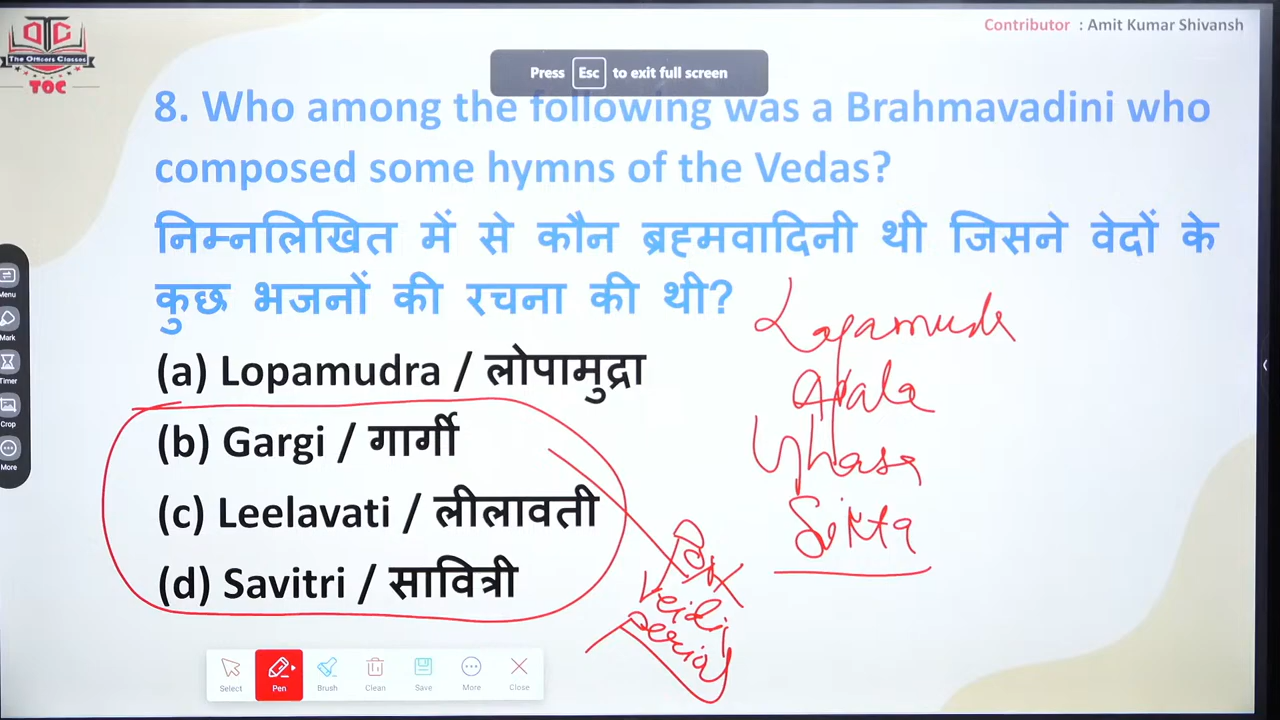 Contributor : Amit Kumar Shivansh
OTC
The Officers Classes
TOC
Press Esc to exit full screen
8. Who among the following was a Brahmavadini who
composed some hymns of the Vedas?
निम्नलिखित में से कौन ब्रह्मवादिनी थी जिसने वेदों के
कुछ भजनों की रचना की थी?
(a) Lopamudra / लोपामुद्रा
(b) Gargi / गार्गी
(c) Leelavati / लीलावती
(d) Savitri / सावित्री
Lopamudra
Apala
Ghosa
Sikta
Menu
Mark
Timer
Crop
More
Select
Pen
Brush
Clean
Save
More
Close